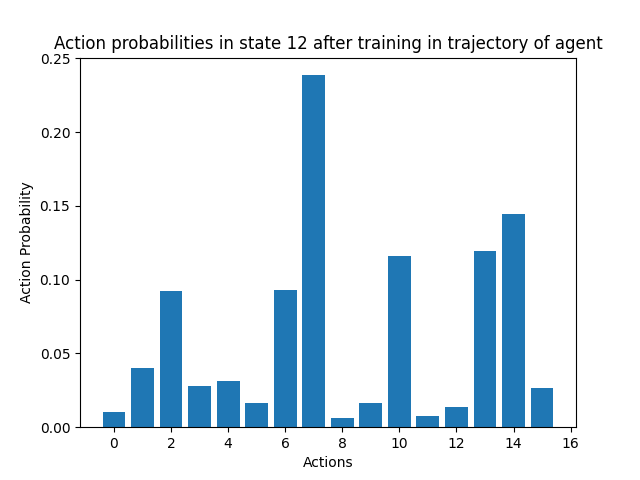 Action probabilities in state 12 after training in trajectory of agent
0.25
0.20
0.15
0.10
0.05
0.00
Action Probability
0 2 4 6 8 10 12 14 16
Actions